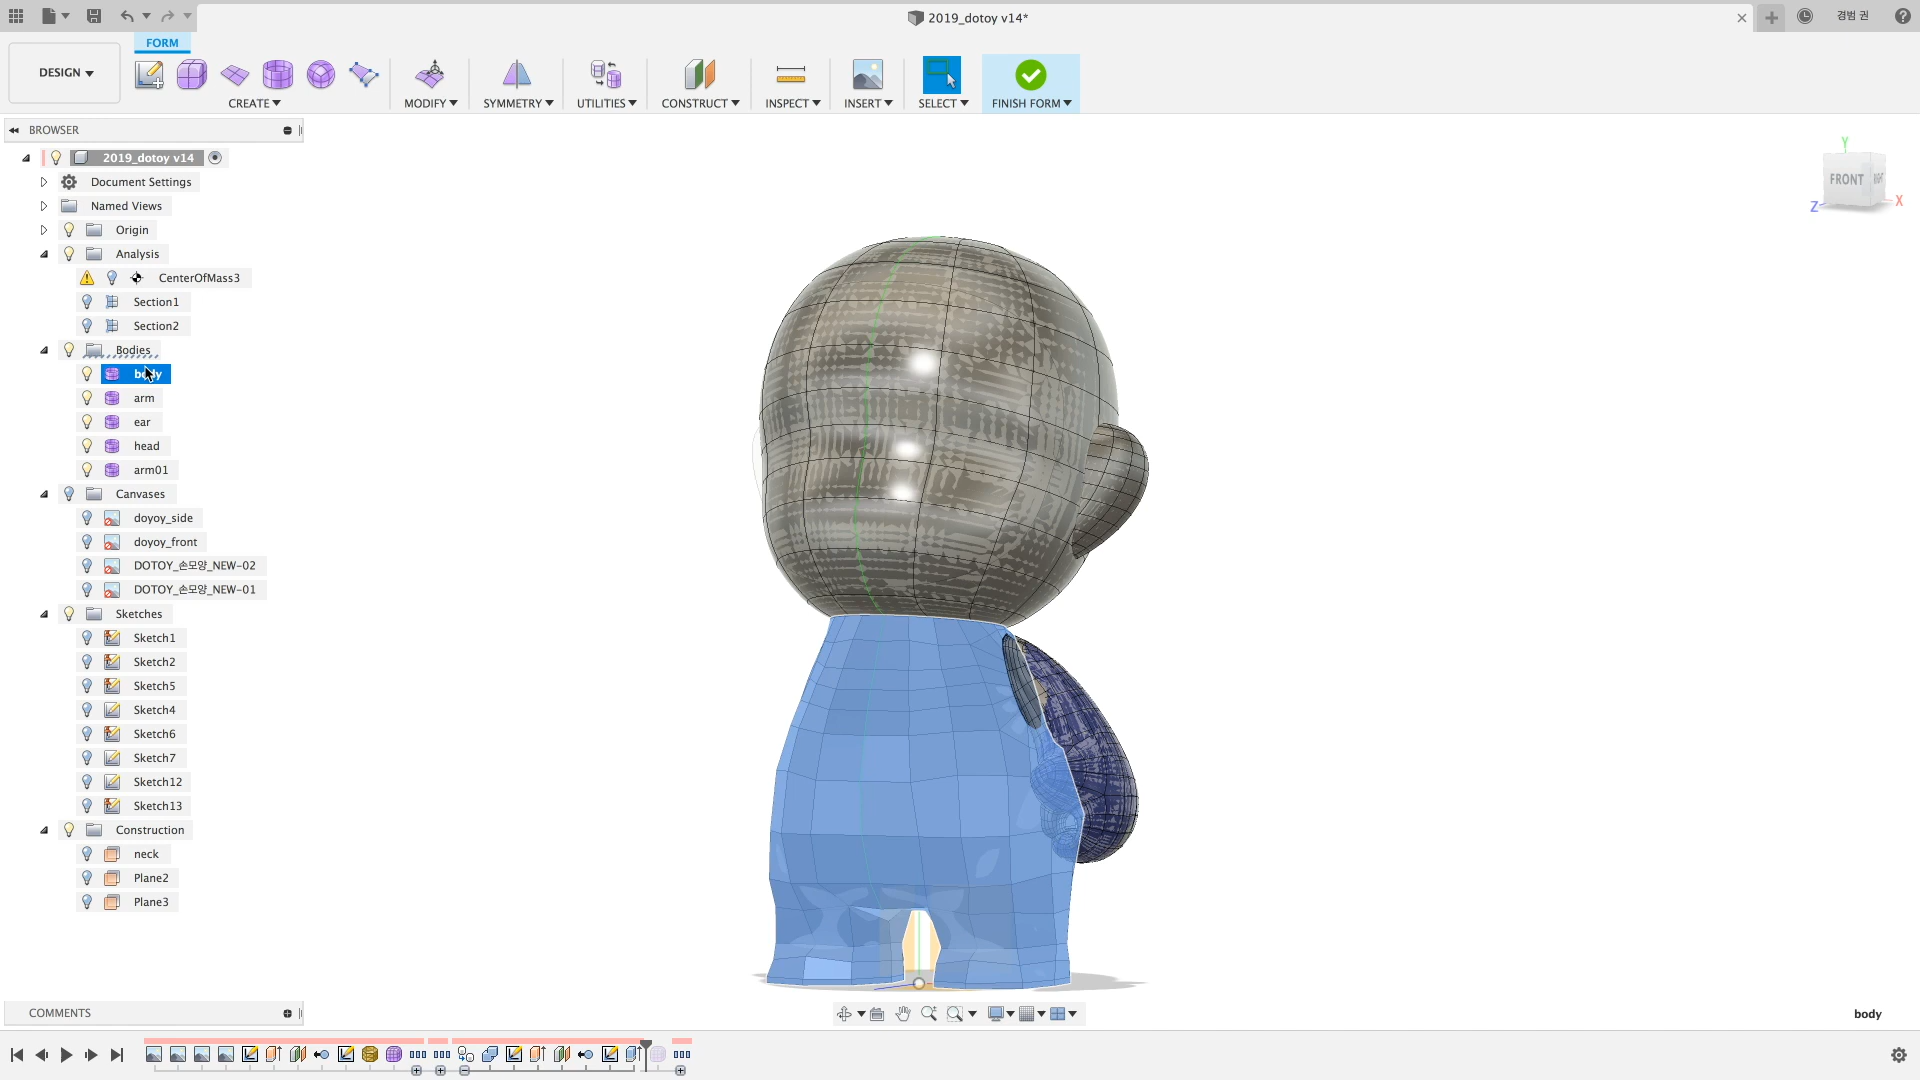 2019_dotoy v14*
경범 권
FORM
DESIGN
CREATE
MODIFY
SYMMETRY
UTILITIES
CONSTRUCT
INSPECT
INSERT
SELECT
FINISH FORM
BROWSER
2019_dotoy v14
Document Settings
Named Views
Origin
Analysis
CenterOfMass3
Section1
Section2
Bodies
body
arm
ear
head
arm01
Canvases
doyoy_side
doyoy_front
DOTOY_손모양_NEW-02
DOTOY_손모양_NEW-01
Sketches
Sketch1
Sketch2
Sketch5
Sketch4
Sketch6
Sketch7
Sketch12
Sketch13
Construction
neck
Plane2
Plane3
Y
FRONT
Z
X
COMMENTS
body